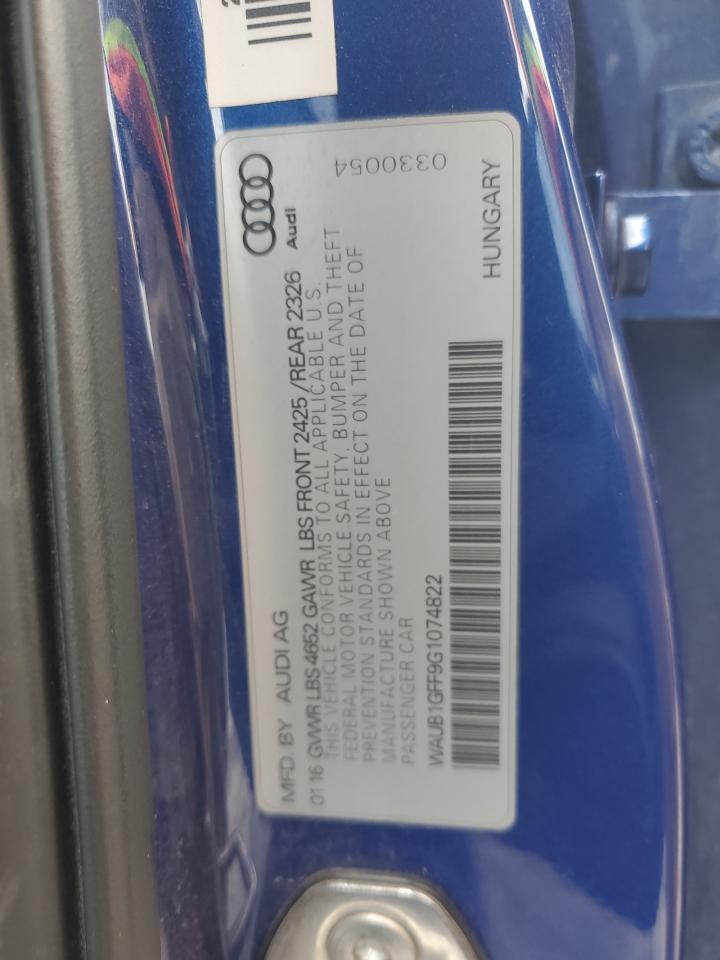 MFD. BY AUDI AG
Audi
01 16 GVWR LBS 4652 GAWR LBS FRONT 2425 /REAR 2326
THIS VEHICLE CONFORMS TO ALL APPLICABLE U.S.
FEDERAL MOTOR VEHICLE SAFETY, BUMPER AND THEFT
PREVENTION STANDARDS IN EFFECT ON THE DATE OF
MANUFACTURE SHOWN ABOVE
PASSENGER CAR
WAUB1GFF9G1074822
HUNGARY
0330054